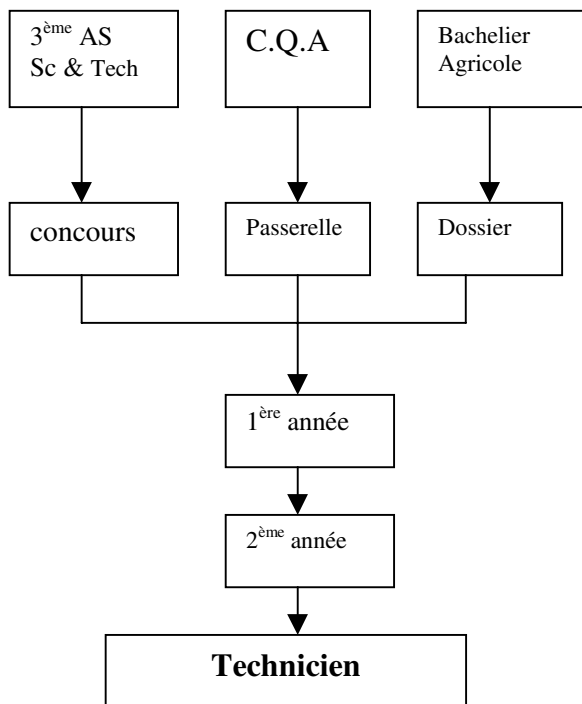 3ème AS
Sc & Tech
C.Q.A
Bachelier
Agricole
concours
Passerelle
Dossier
1ère année
2ème année
Technicien